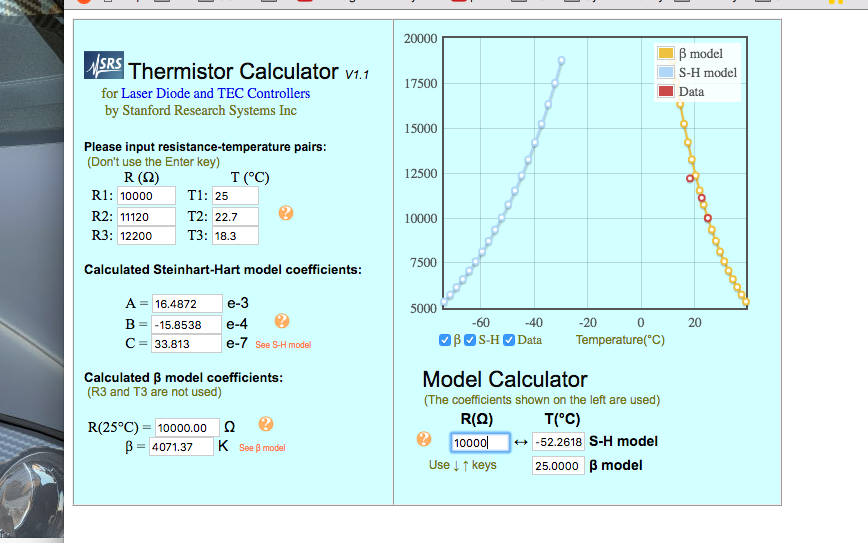 SRS Thermistor Calculator V1.1
for Laser Diode and TEC Controllers
by Stanford Research Systems Inc
Please input resistance-temperature pairs:
(Don't use the Enter key)
R (Ω) T (°C)
R1: 10000 T1: 25
R2: 11120 T2: 22.7 ?
R3: 12200 T3: 18.3
Calculated Steinhart-Hart model coefficients:
A = 16.4872 e-3
B = -15.8538 e-4 ?
C = 33.813 e-7 See S-H model
Calculated β model coefficients:
(R3 and T3 are not used)
R(25°C) = 10000.00 Ω ?
β = 4071.37 K See β model
20000
17500
15000
12500
10000
7500
5000
-60 -40 -20 0 20
β model
S-H model
Data
β S-H Data Temperature(°C)
Model Calculator
(The coefficients shown on the left are used)
R(Ω) T(°C)
? 10000 ↔ -52.2618 S-H model
Use ↓↑ keys 25.0000 β model